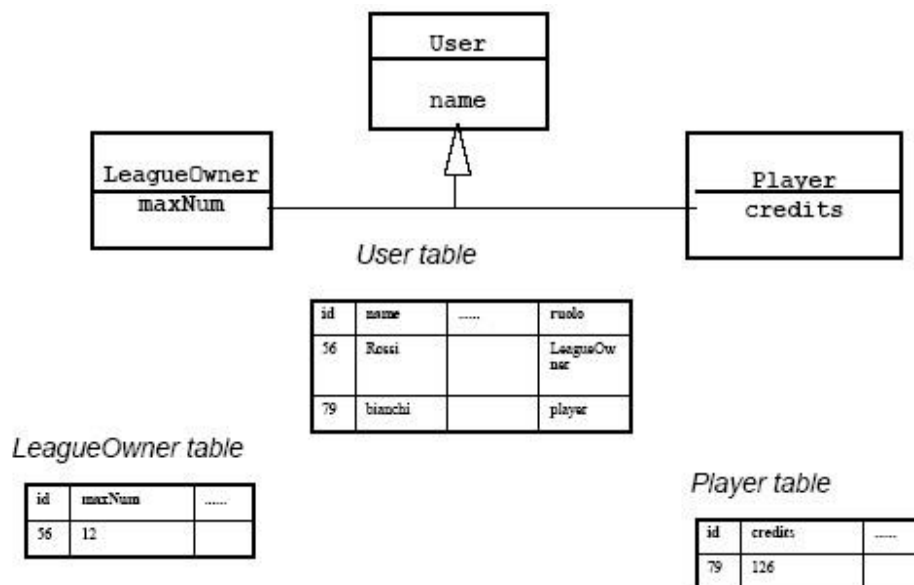 User
name
LeagueOwner
maxNum
Player
credits
User table
id name ..... ruolo
56 Rossi LeagueOw
ner
79 bianchi player
LeagueOwner table
id maxNum ......
56 12
Player table
id credits .....
79 126